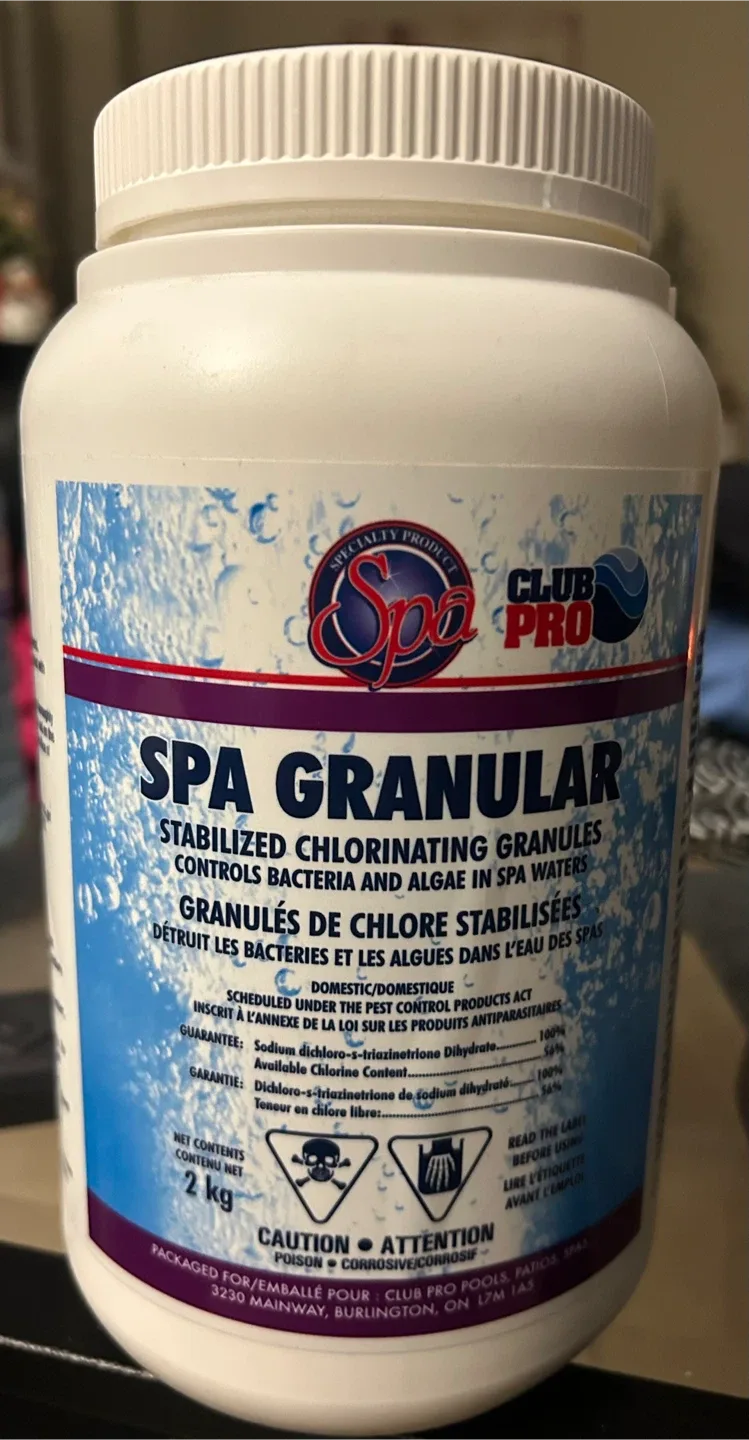 SPECIALTY PRODUCT
Spa
CLUB
PRO
SPA GRANULAR
STABILIZED CHLORINATING GRANULES
CONTROLS BACTERIA AND ALGAE IN SPA WATERS
GRANULÉS DE CHLORE STABILISÉES
DÉTRUIT LES BACTERIES ET LES ALGUES DANS L'EAU DES SPAS
DOMESTIC/DOMESTIQUE
SCHEDULED UNDER THE PEST CONTROL PRODUCTS ACT
INSCRIT À L'ANNEXE DE LA LOI SUR LES PRODUITS ANTIPARASITAIRES
GUARANTEE: Sodium dichloro-s-triazinetrione Dihydrate.......... 100%
Available Chlorine Content.................................. 56%
GARANTIE: Dichloro-s-triazinetrione de sodium dihydraté....... 100%
Teneur en chlore libre:........................................ 56%
NET CONTENTS
CONTENU NET
2 kg
READ THE LABEL
BEFORE USING
LIRE L'ÉTIQUETTE
AVANT L'EMPLOI
CAUTION • ATTENTION
POISON • CORROSIVE/CORROSIF
PACKAGED FOR/EMBALLÉ POUR : CLUB PRO POOLS, PATIOS, SPAS
3230 MAINWAY, BURLINGTON, ON L7M 1A5